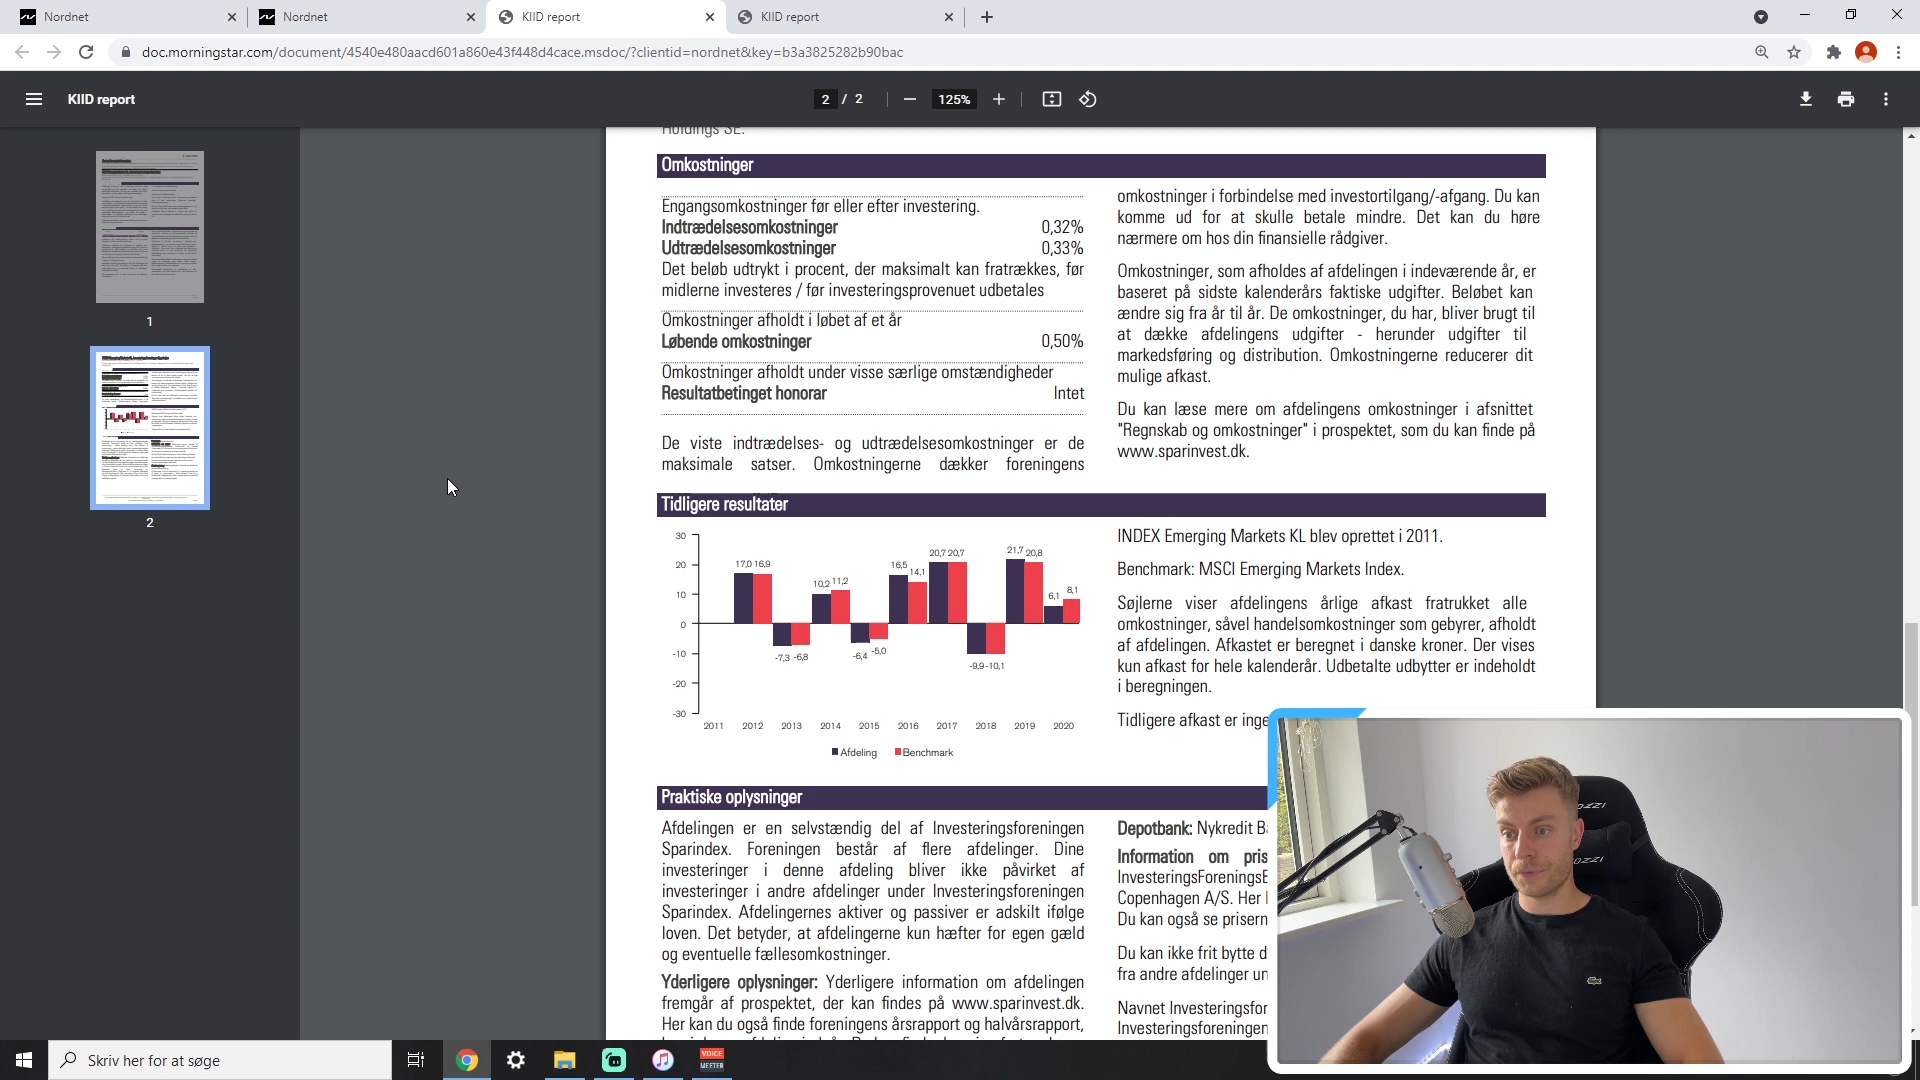 Nordnet
Nordnet
KIID report
KIID report
doc.morningstar.com/document/4540e480aacd601a860e43f448d4cace.msdoc/?clientid=nordnet&key=b3a3825282b90bac
KIID report
2 / 2
125%
1
2
Holdings SE.
Omkostninger
Engangsomkostninger før eller efter investering.
Indtrædelsesomkostninger 0,32%
Udtrædelsesomkostninger 0,33%
Det beløb udtrykt i procent, der maksimalt kan fratrækkes, før
midlerne investeres / før investeringsprovenuet udbetales
Omkostninger afholdt i løbet af et år
Løbende omkostninger 0,50%
Omkostninger afholdt under visse særlige omstændigheder
Resultatbetinget honorar Intet
De viste indtrædelses- og udtrædelsesomkostninger er de
maksimale satser. Omkostningerne dækker foreningens
omkostninger i forbindelse med investortilgang/-afgang. Du kan
komme ud for at skulle betale mindre. Det kan du høre
nærmere om hos din finansielle rådgiver.
Omkostninger, som afholdes af afdelingen i indeværende år, er
baseret på sidste kalenderårs faktiske udgifter. Beløbet kan
ændre sig fra år til år. De omkostninger, du har, bliver brugt til
at dække afdelingens udgifter - herunder udgifter til
markedsføring og distribution. Omkostningerne reducerer dit
mulige afkast.
Du kan læse mere om afdelingens omkostninger i afsnittet
"Regnskab og omkostninger" i prospektet, som du kan finde på
www.sparinvest.dk.
Tidligere resultater
30
20
10
0
-10
-20
-30
17,0 16,9
-7,3 -6,8
10,2 11,2
-6,4 -5,0
16,5 14,1
20,7 20,7
-9,9 -10,1
21,7 20,8
6,1 8,1
2011 2012 2013 2014 2015 2016 2017 2018 2019 2020
Afdeling Benchmark
INDEX Emerging Markets KL blev oprettet i 2011.
Benchmark: MSCI Emerging Markets Index.
Søjlerne viser afdelingens årlige afkast fratrukket alle
omkostninger, såvel handelsomkostninger som gebyrer, afholdt
af afdelingen. Afkastet er beregnet i danske kroner. Der vises
kun afkast for hele kalenderår. Udbetalte udbytter er indeholdt
i beregningen.
Tidligere afkast er inge
Praktiske oplysninger
Afdelingen er en selvstændig del af Investeringsforeningen
Sparindex. Foreningen består af flere afdelinger. Dine
investeringer i denne afdeling bliver ikke påvirket af
investeringer i andre afdelinger under Investeringsforeningen
Sparindex. Afdelingernes aktiver og passiver er adskilt ifølge
loven. Det betyder, at afdelingerne kun hæfter for egen gæld
og eventuelle fællesomkostninger.
Yderligere oplysninger: Yderligere information om afdelingen
fremgår af prospektet, der kan findes på www.sparinvest.dk.
Her kan du også finde foreningens årsrapport og halvårsrapport,
Depotbank: Nykredit Ba
Information om pris
InvesteringsForeningsB
Copenhagen A/S. Her k
Du kan også se prisern
Du kan ikke frit bytte d
fra andre afdelinger un
Navnet Investeringsfor
Investeringsforeningen
Skriv her for at søge
VOICE
MEETER